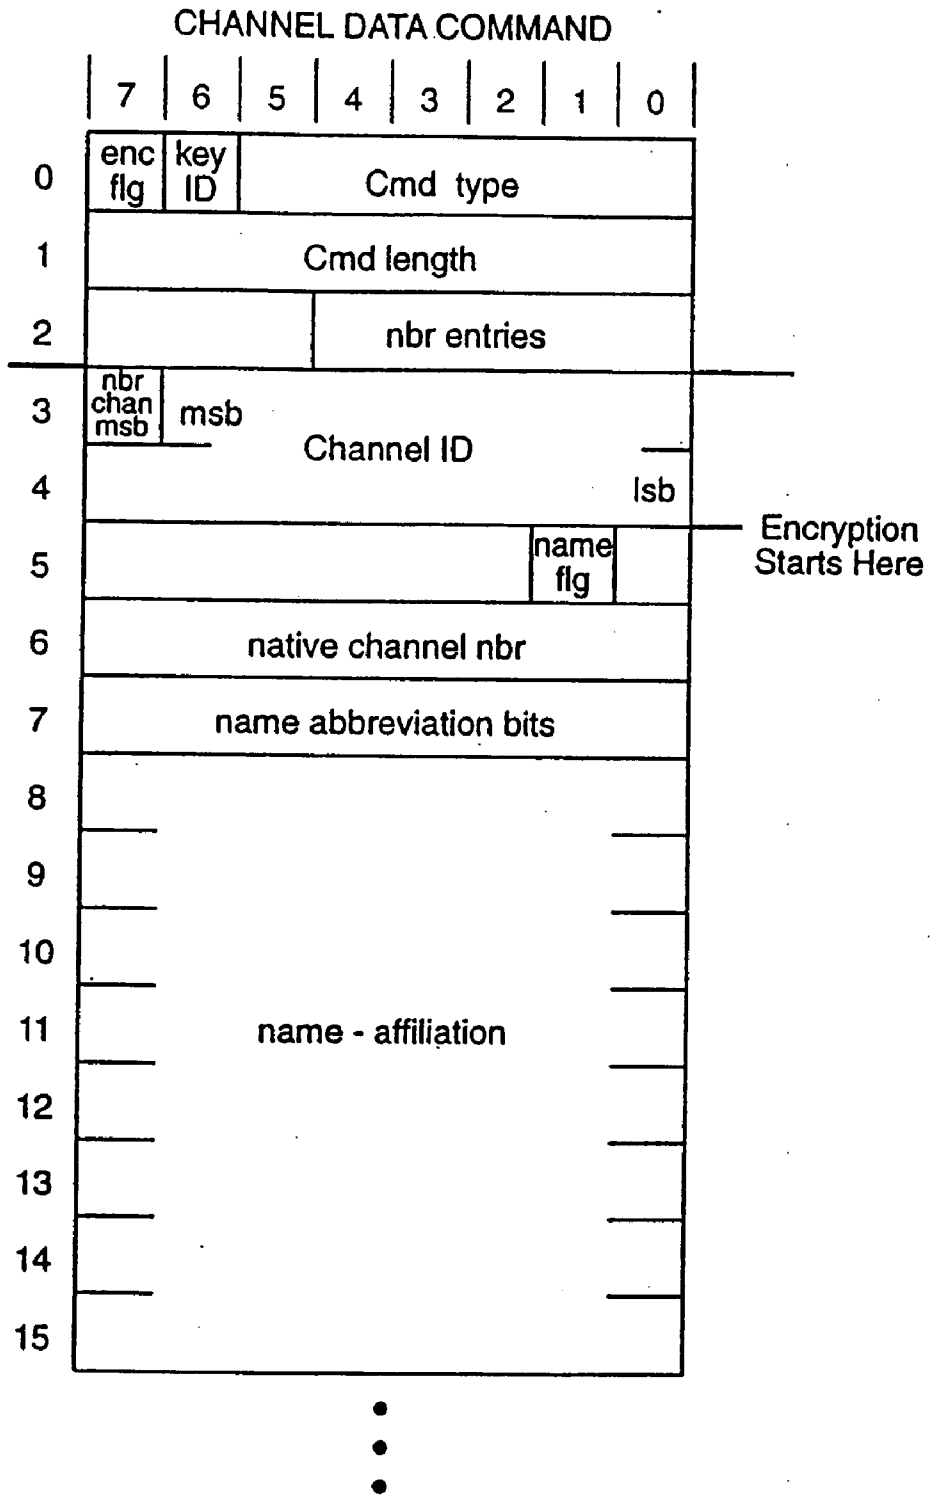 CHANNEL DATA COMMAND
7 6 5 4 3 2 1 0
0 enc flg key ID Cmd type
1 Cmd length
2 nbr entries
3 nbr chan msb msb
Channel ID
4 lsb
Encryption
Starts Here
5 name flg
6 native channel nbr
7 name abbreviation bits
8
9
10
11 name - affiliation
12
13
14
15